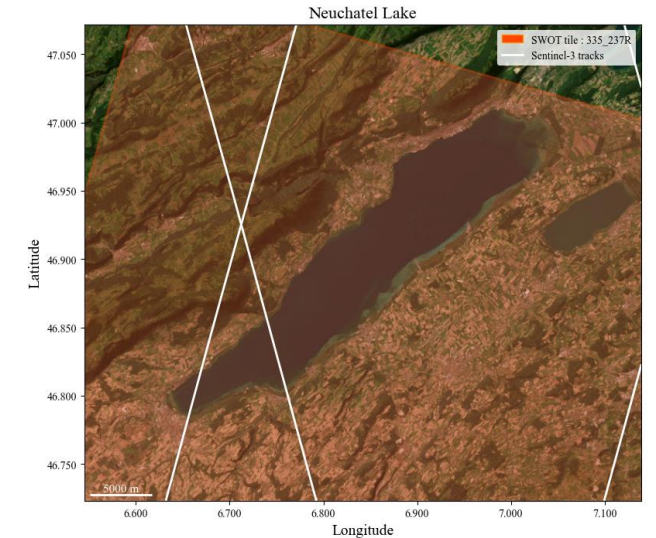 Neuchatel Lake
SWOT tile : 335_237R
Sentinel-3 tracks
47.050
47.000
46.950
46.900
46.850
46.800
46.750
Latitude
5000 m
6.600 6.700 6.800 6.900 7.000 7.100
Longitude